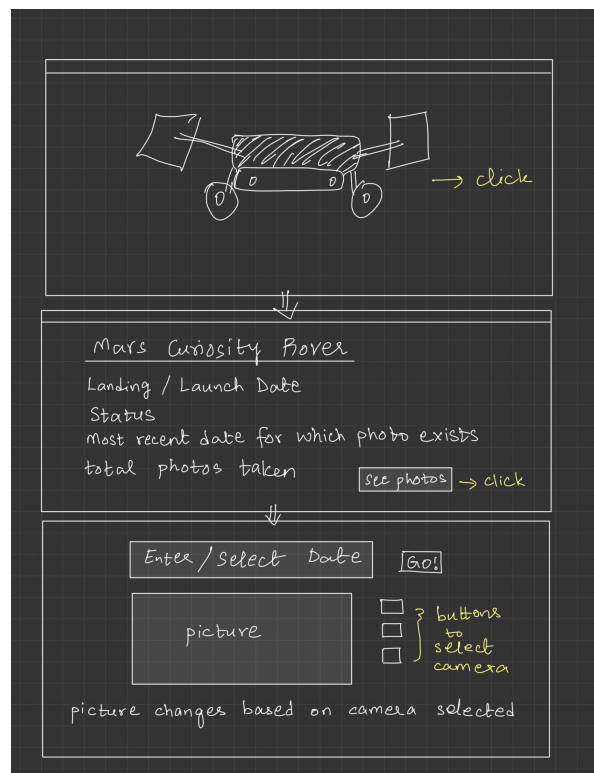 → click
Mars Curiosity Rover
Landing / Launch Date
Status
most recent date for which photo exists
total photos taken
see photos → click
Enter / Select Date
GO!
picture
buttons
to
select
camera
picture changes based on camera selected